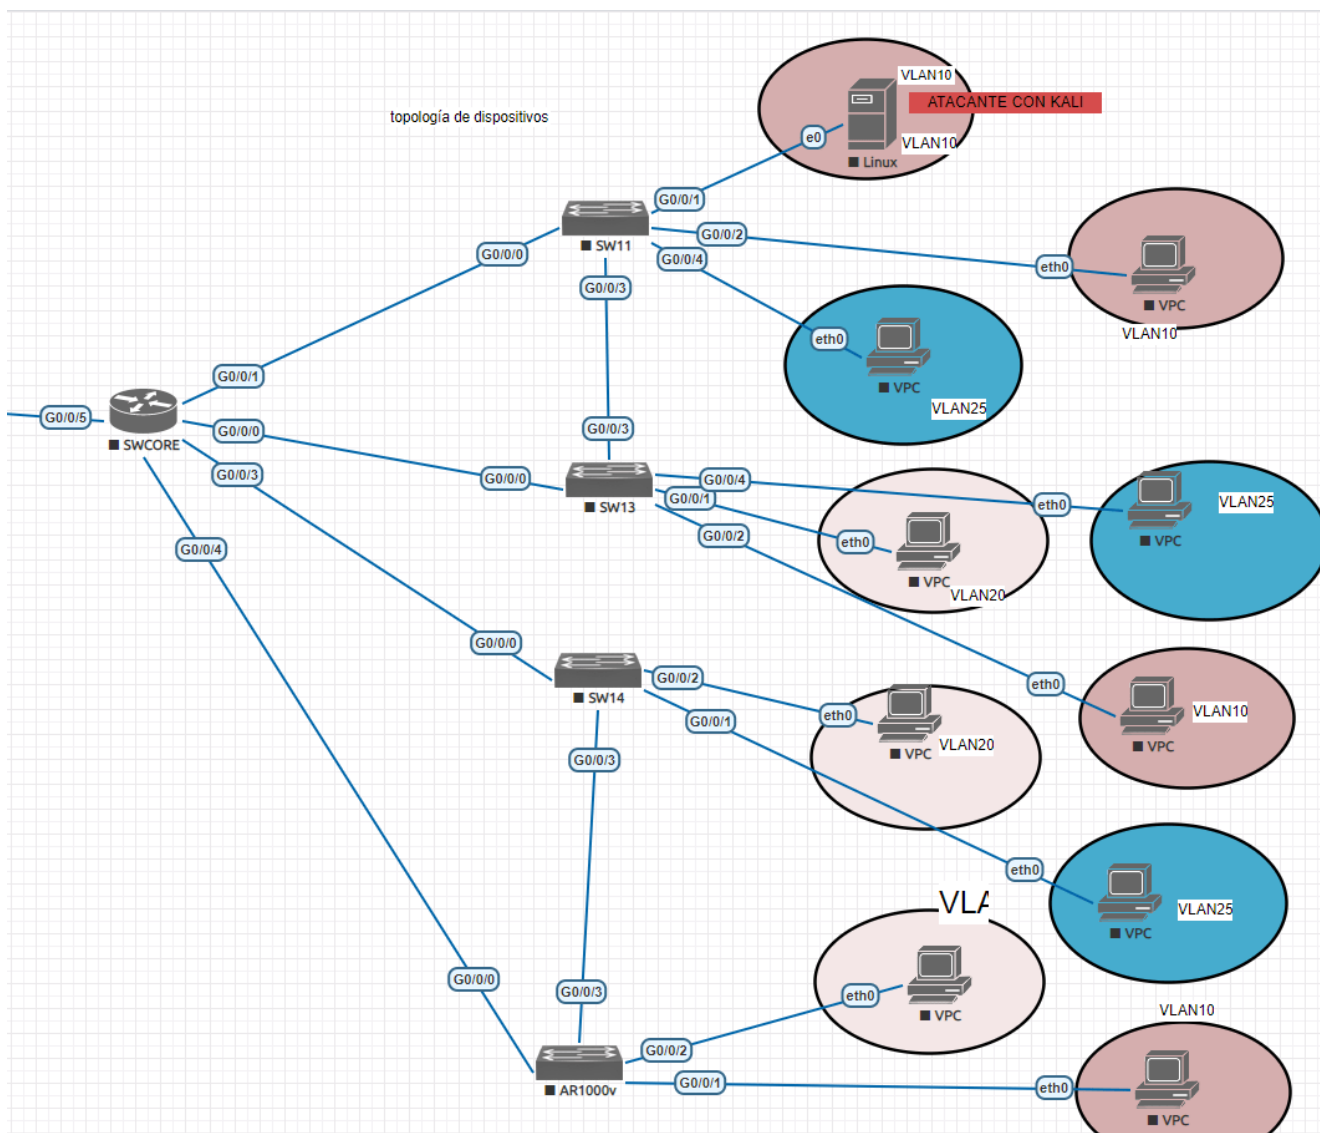 VLAN10
ATACANTE CON KALI
topología de dispositivos
e0
VLAN10
Linux
G0/0/1
SW11
G0/0/2
G0/0/0
G0/0/4
eth0
VPC
VLAN10
G0/0/3
eth0
VPC
VLAN25
G0/0/1
G0/0/5
SWCORE
G0/0/0
G0/0/3
G0/0/3
G0/0/0
SW13
G0/0/4
G0/0/1
G0/0/2
eth0
VPC
VLAN25
eth0
VPC
VLAN20
G0/0/4
G0/0/0
SW14
G0/0/2
G0/0/1
eth0
VPC
VLAN20
eth0
VPC
VLAN10
G0/0/3
eth0
VPC
VLAN25
VLA
G0/0/0
G0/0/3
eth0
VPC
AR1000v
G0/0/2
G0/0/1
VLAN10
eth0
VPC